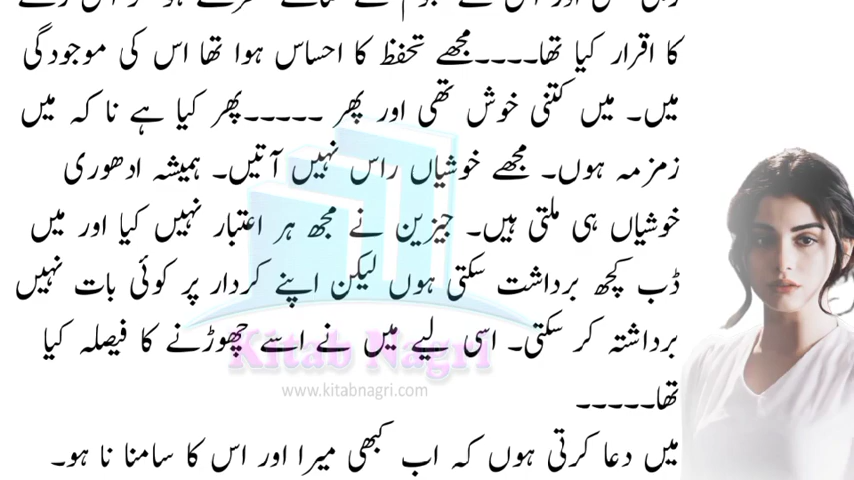 کا اقرار کیا تھا۔۔۔۔مجھے تحفظ کا احساس ہوا تھا اس کی موجودگی
میں۔ میں کتنی خوش تھی اور پھر ۔۔۔۔۔پھر کیا ہے نا کہ میں
زمزمہ ہوں۔ مجھے خوشیاں راس نہیں آتیں۔ ہمیشہ ادھوری
خوشیاں ہی ملتی ہیں۔ جیزین نے مجھ ہر اعتبار نہیں کیا اور میں
ڈب کچھ برداشت سکتی ہوں لیکن اپنے کردار پر کوئی بات نہیں
برداشتہ کر سکتی۔ اسی لیے میں نے اسے چھوڑنے کا فیصلہ کیا
تھا۔۔۔۔۔
میں دعا کرتی ہوں کہ اب کبھی میرا اور اس کا سامنا نا ہو۔
Kitab Nagri
www.kitabnagri.com